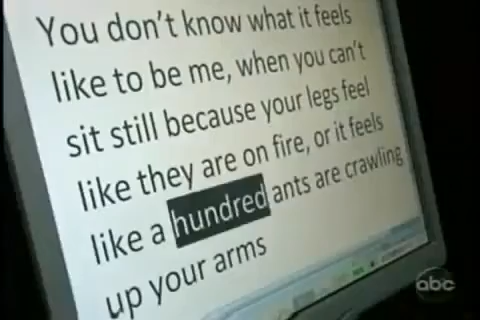 You don't know what it feels
like to be me, when you can't
sit still because your legs feel
like they are on fire, or it feels
like a hundred ants are crawling
up your arms
abc